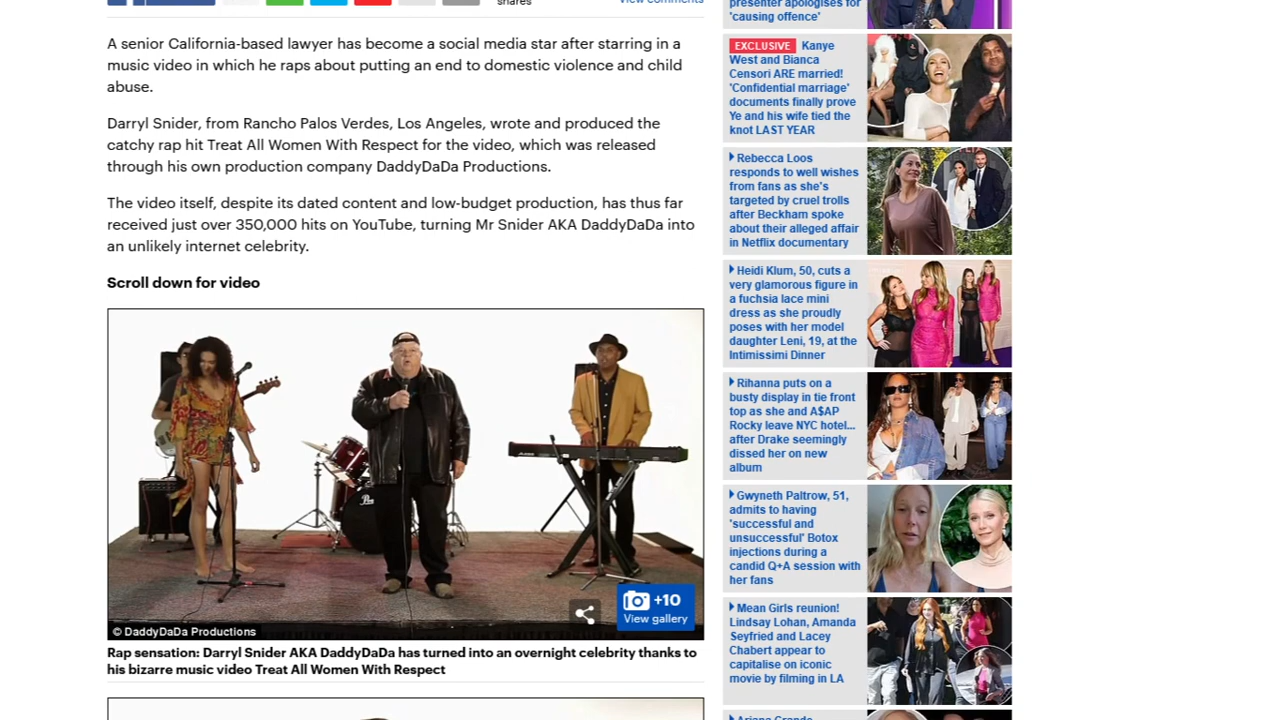 shares
View comments
A senior California-based lawyer has become a social media star after starring in a
music video in which he raps about putting an end to domestic violence and child
abuse.
Darryl Snider, from Rancho Palos Verdes, Los Angeles, wrote and produced the
catchy rap hit Treat All Women With Respect for the video, which was released
through his own production company DaddyDaDa Productions.
The video itself, despite its dated content and low-budget production, has thus far
received just over 350,000 hits on YouTube, turning Mr Snider AKA DaddyDaDa into
an unlikely internet celebrity.
Scroll down for video
+10
View gallery
© DaddyDaDa Productions
Rap sensation: Darryl Snider AKA DaddyDaDa has turned into an overnight celebrity thanks to
his bizarre music video Treat All Women With Respect
presenter apologises for
'causing offence'
EXCLUSIVE Kanye
West and Bianca
Censori ARE married!
'Confidential marriage'
documents finally prove
Ye and his wife tied the
knot LAST YEAR
Rebecca Loos
responds to well wishes
from fans as she's
targeted by cruel trolls
after Beckham spoke
about their alleged affair
in Netflix documentary
Heidi Klum, 50, cuts a
very glamorous figure in
a fuchsia lace mini
dress as she proudly
poses with her model
daughter Leni, 19, at the
Intimissimi Dinner
Rihanna puts on a
busty display in tie front
top as she and A$AP
Rocky leave NYC hotel...
after Drake seemingly
dissed her on new
album
Gwyneth Paltrow, 51,
admits to having
'successful and
unsuccessful' Botox
injections during a
candid Q+A session with
her fans
Mean Girls reunion!
Lindsay Lohan, Amanda
Seyfried and Lacey
Chabert appear to
capitalise on iconic
movie by filming in LA
Ariana Grande